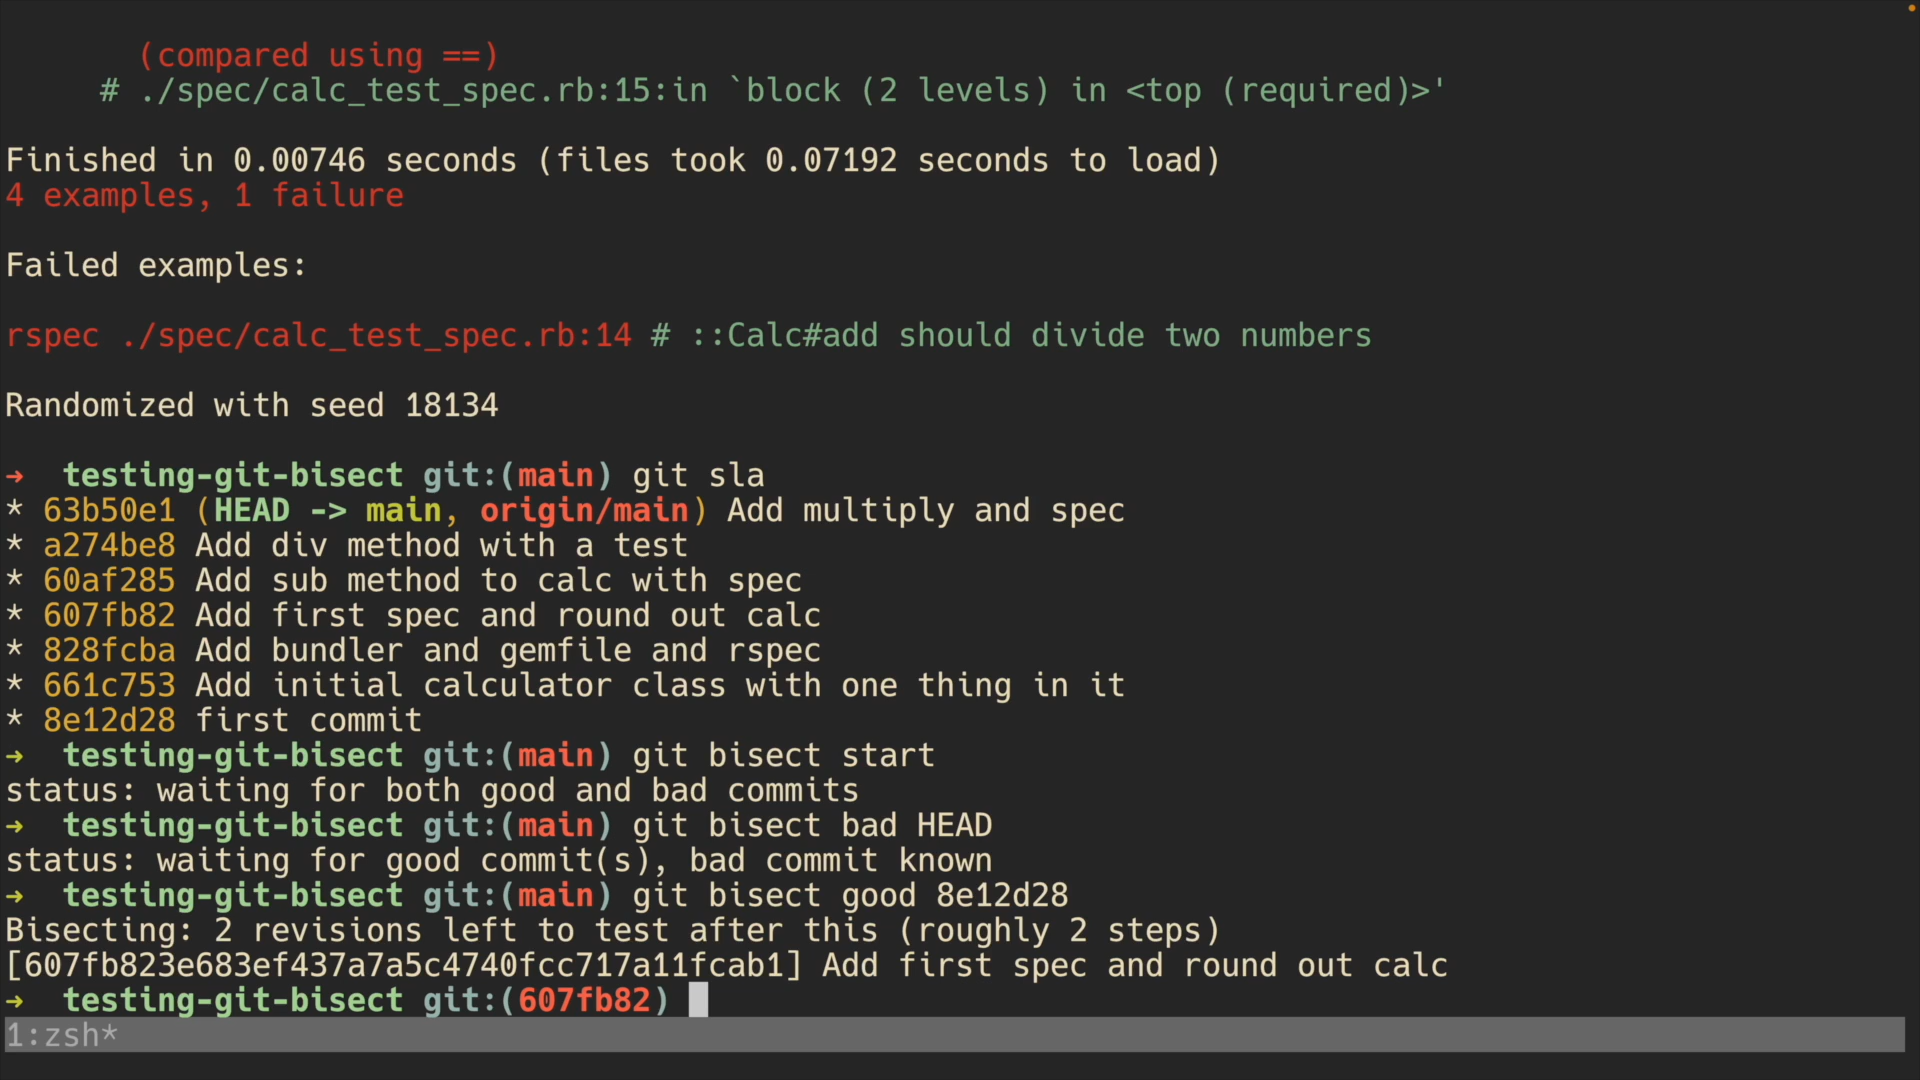 (compared using ==)
# ./spec/calc_test_spec.rb:15:in `block (2 levels) in <top (required)>'
Finished in 0.00746 seconds (files took 0.07192 seconds to load)
4 examples, 1 failure
Failed examples:
rspec ./spec/calc_test_spec.rb:14 # ::Calc#add should divide two numbers
Randomized with seed 18134
→ testing-git-bisect git:(main) git sla
* 63b50e1 (HEAD -> main, origin/main) Add multiply and spec
* a274be8 Add div method with a test
* 60af285 Add sub method to calc with spec
* 607fb82 Add first spec and round out calc
* 828fcba Add bundler and gemfile and rspec
* 661c753 Add initial calculator class with one thing in it
* 8e12d28 first commit
→ testing-git-bisect git:(main) git bisect start
status: waiting for both good and bad commits
→ testing-git-bisect git:(main) git bisect bad HEAD
status: waiting for good commit(s), bad commit known
→ testing-git-bisect git:(main) git bisect good 8e12d28
Bisecting: 2 revisions left to test after this (roughly 2 steps)
[607fb823e683ef437a7a5c4740fcc717a11fcab1] Add first spec and round out calc
→ testing-git-bisect git:(607fb82)
1:zsh*